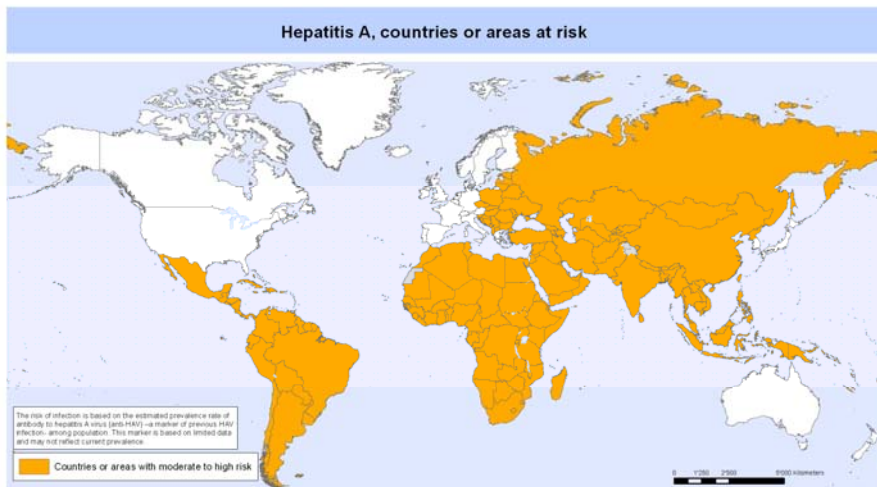 Hepatitis A, countries or areas at risk
The risk of infection is based on the estimated prevalence rate of
antibody to hepatitis A virus (anti-HAV) –a marker of previous HAV
infection- among population. This marker is based on limited data
and may not reflect current prevalence.
Countries or areas with moderate to high risk
0 1'250 2'500 5'000 Kilometers